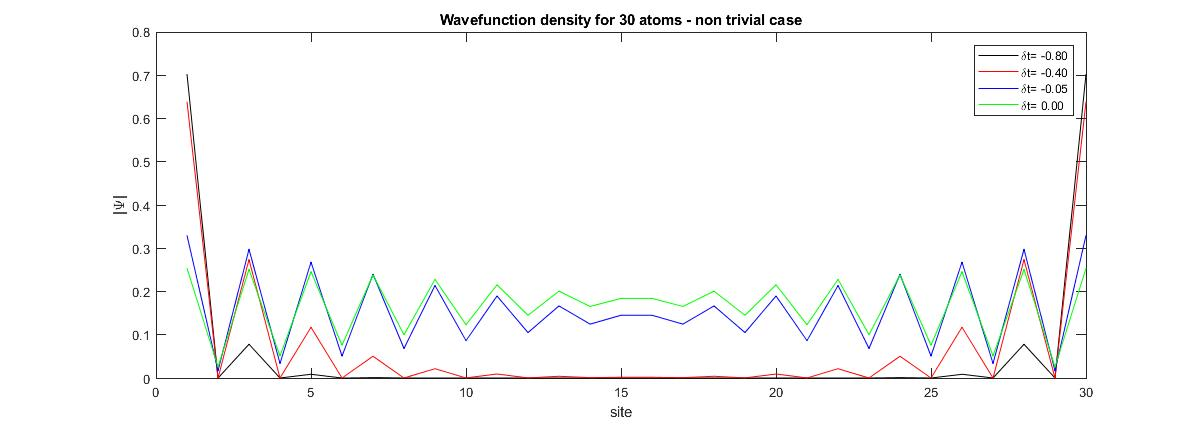 Wavefunction density for 30 atoms - non trivial case
δt= -0.80
δt= -0.40
δt= -0.05
δt= 0.00
0.8
0.7
0.6
0.5
0.4
0.3
0.2
0.1
0
|Ψ|
0 5 10 15 20 25 30
site